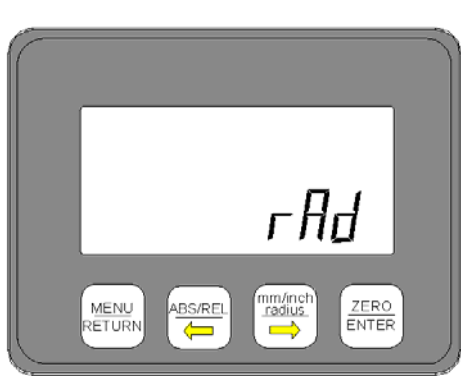 rAd
MENU
RETURN
ABS/REL
mm/inch
radius
ZERO
ENTER